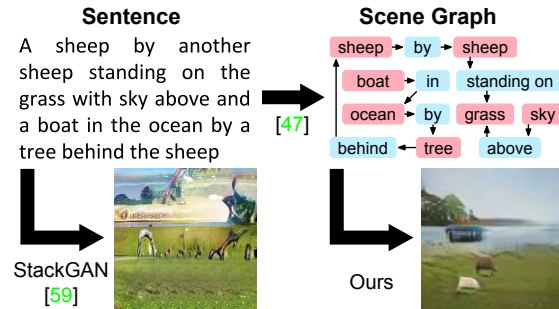 Sentence
A sheep by another
sheep standing on the
grass with sky above and
a boat in the ocean by a
tree behind the sheep
[47]
Scene Graph
sheep by sheep
boat in standing on
ocean by grass sky
behind tree above
StackGAN
[59]
Ours